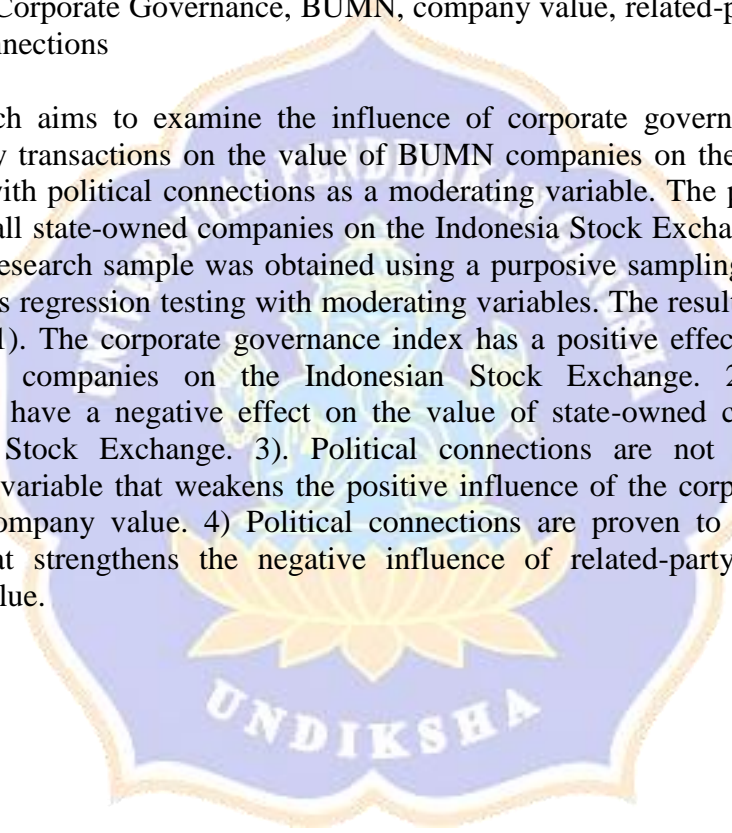 Corporate Governance, BUMN, company value, related-p
nnections
ch aims to examine the influence of corporate govern
y transactions on the value of BUMN companies on the
with political connections as a moderating variable. The p
all state-owned companies on the Indonesia Stock Excha
esearch sample was obtained using a purposive sampling
s regression testing with moderating variables. The result
1). The corporate governance index has a positive effec
companies on the Indonesian Stock Exchange. 2
have a negative effect on the value of state-owned c
Stock Exchange. 3). Political connections are not
variable that weakens the positive influence of the corp
ompany value. 4) Political connections are proven to
at strengthens the negative influence of related-party
lue.
UNIVERSITAS PENDIDIKAN GANESHA
UNDIKSHA